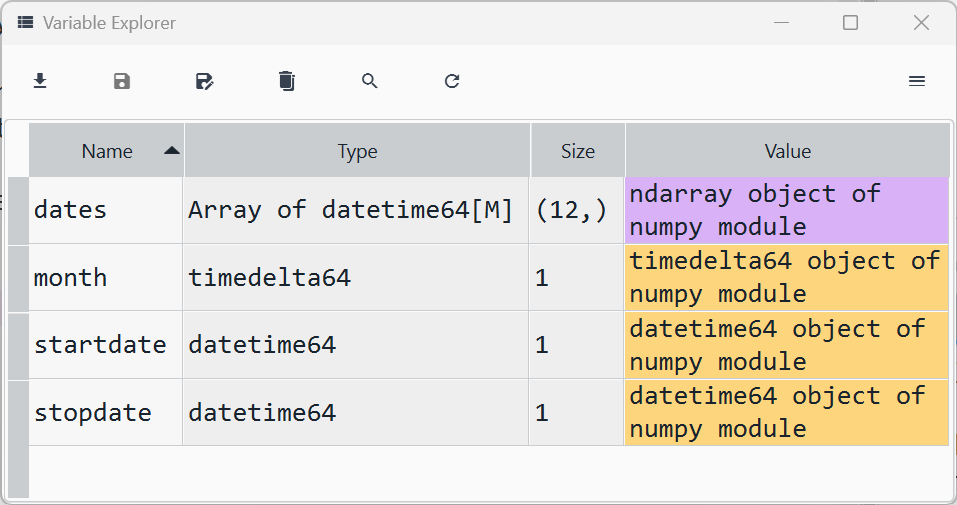 Variable Explorer
Name Type Size Value
dates Array of datetime64[M] (12,) ndarray object of
numpy module
month timedelta64 1 timedelta64 object of
numpy module
startdate datetime64 1 datetime64 object of
numpy module
stopdate datetime64 1 datetime64 object of
numpy module